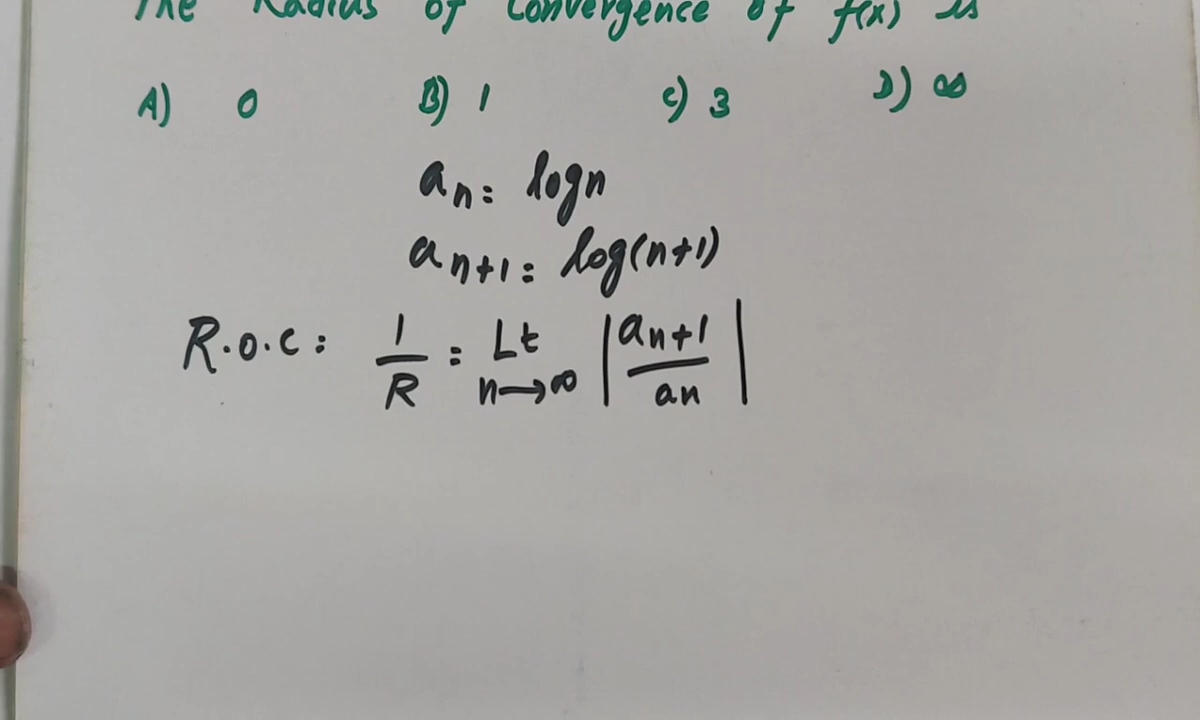 The Radius of Convergence of f(x) is
A) 0 B) 1 C) 3 D) ∞
an = logn
an+1 = log(n+1)
R.O.C: 1/R = Lt n→∞ |an+1/an|